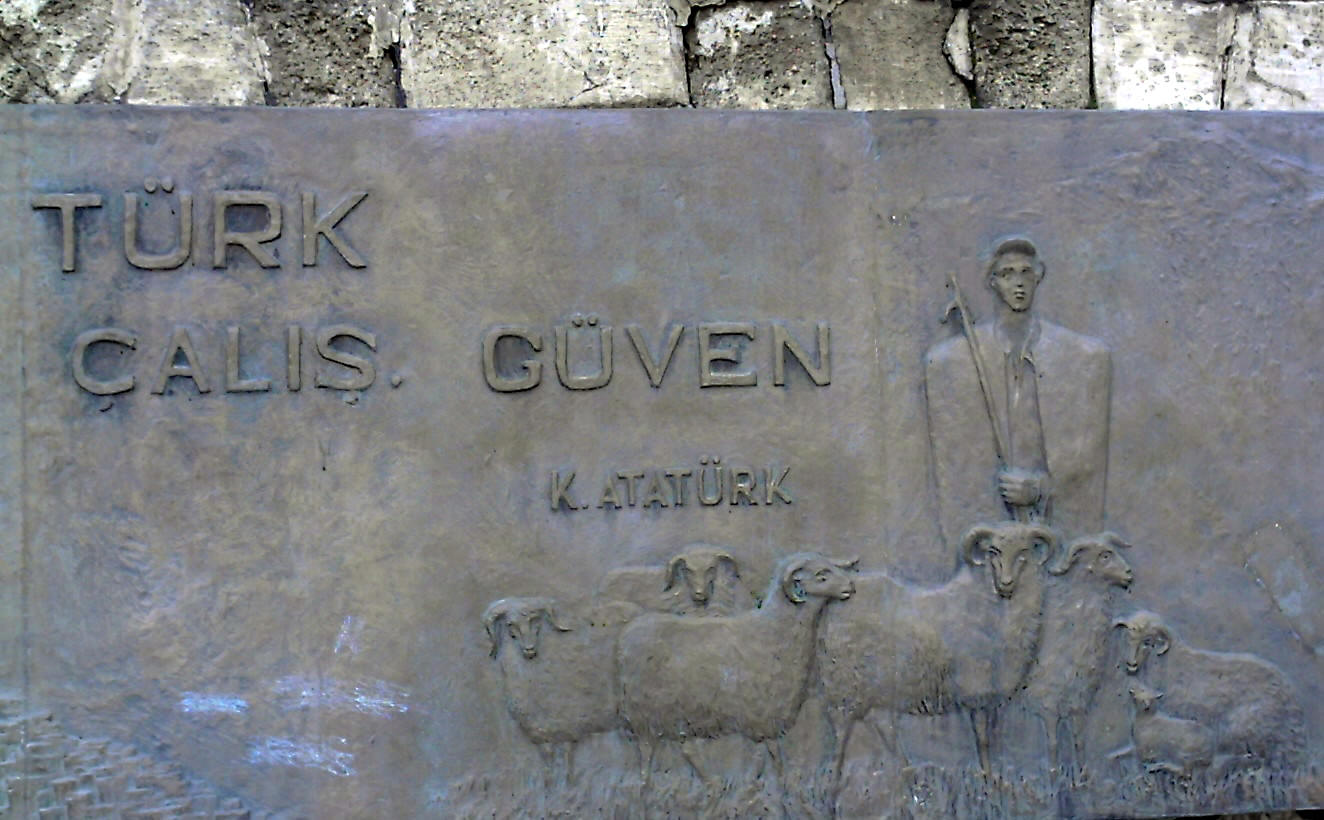 TÜRK
ÇALIŞ. GÜVEN
K. ATATÜRK